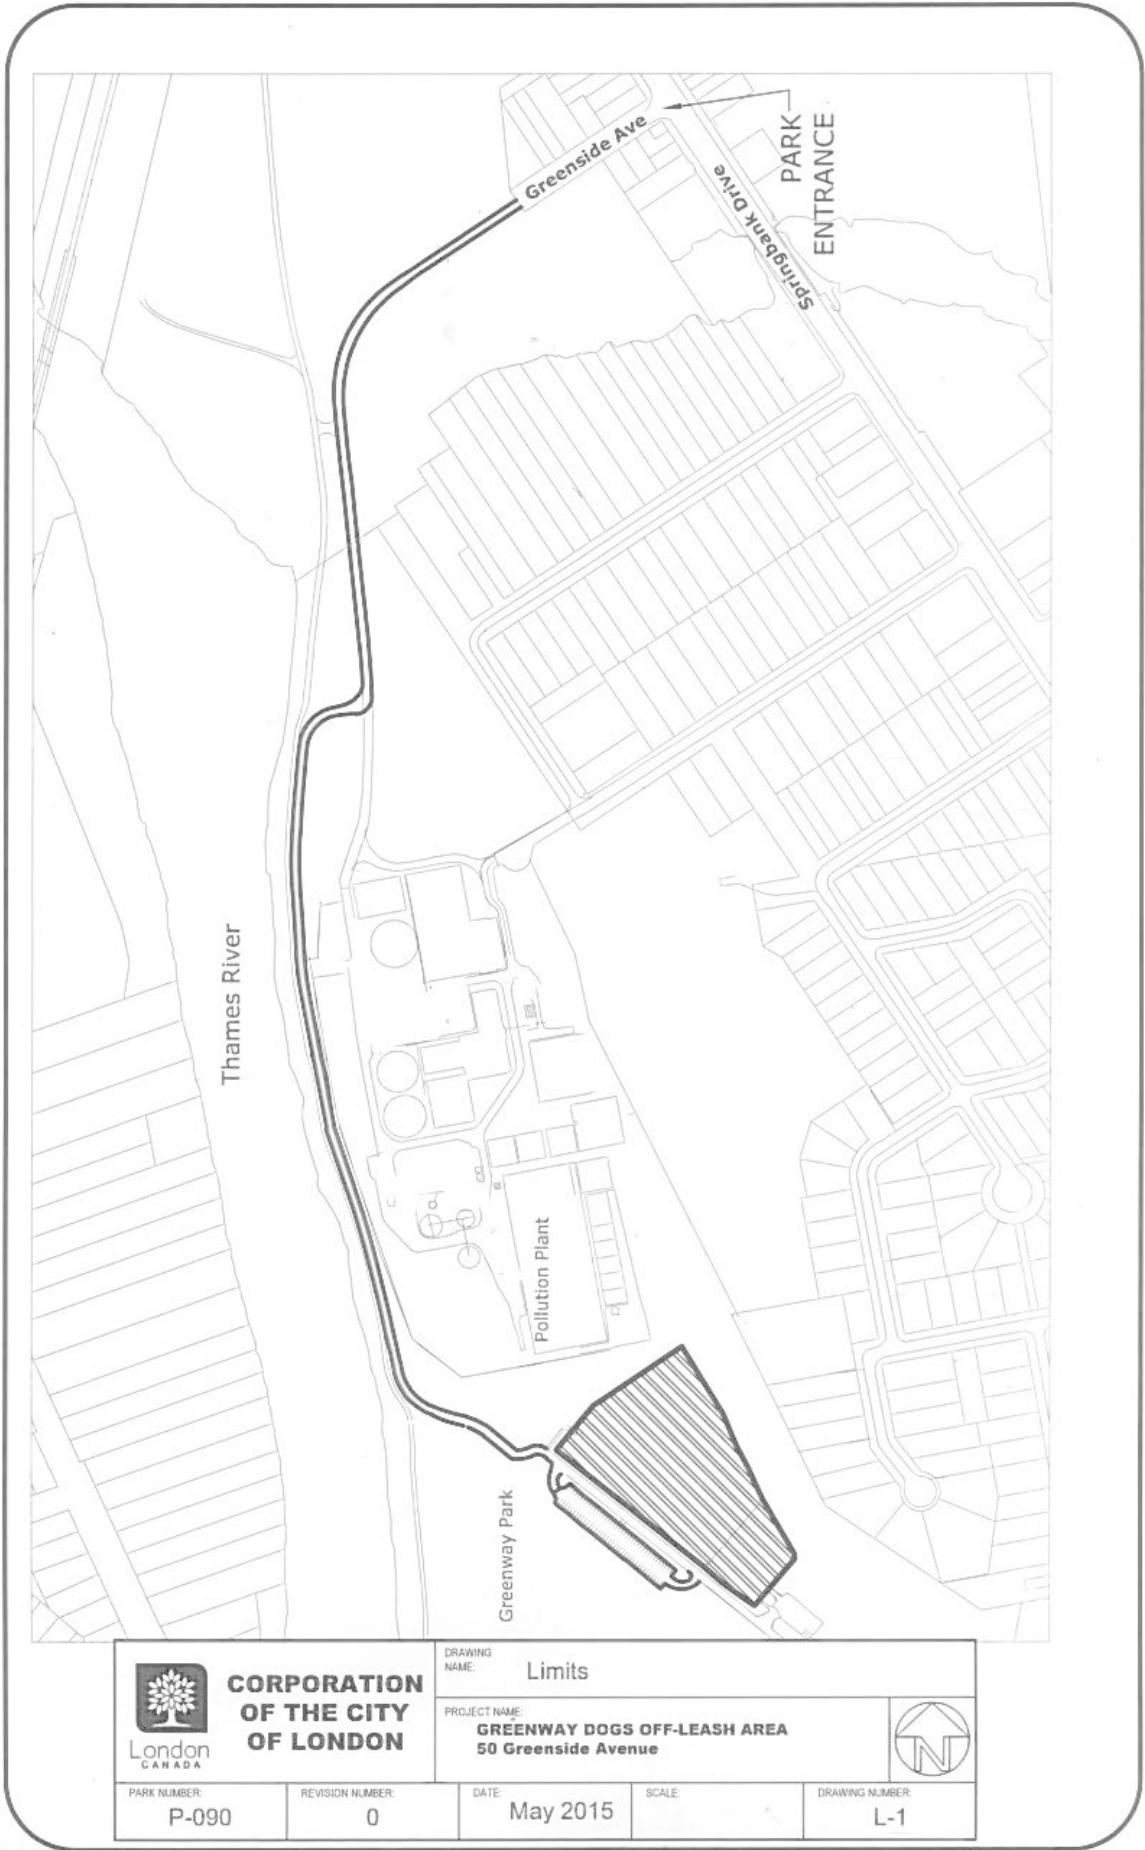 Greenside Ave
PARK
ENTRANCE
Springbank Drive
Thames River
Pollution Plant
Greenway Park
London
CANADA
CORPORATION
OF THE CITY
OF LONDON
DRAWING
NAME:
Limits
PROJECT NAME:
GREENWAY DOGS OFF-LEASH AREA
50 Greenside Avenue
N
PARK NUMBER:
P-090
REVISION NUMBER:
0
DATE:
May 2015
SCALE:
DRAWING NUMBER:
L-1